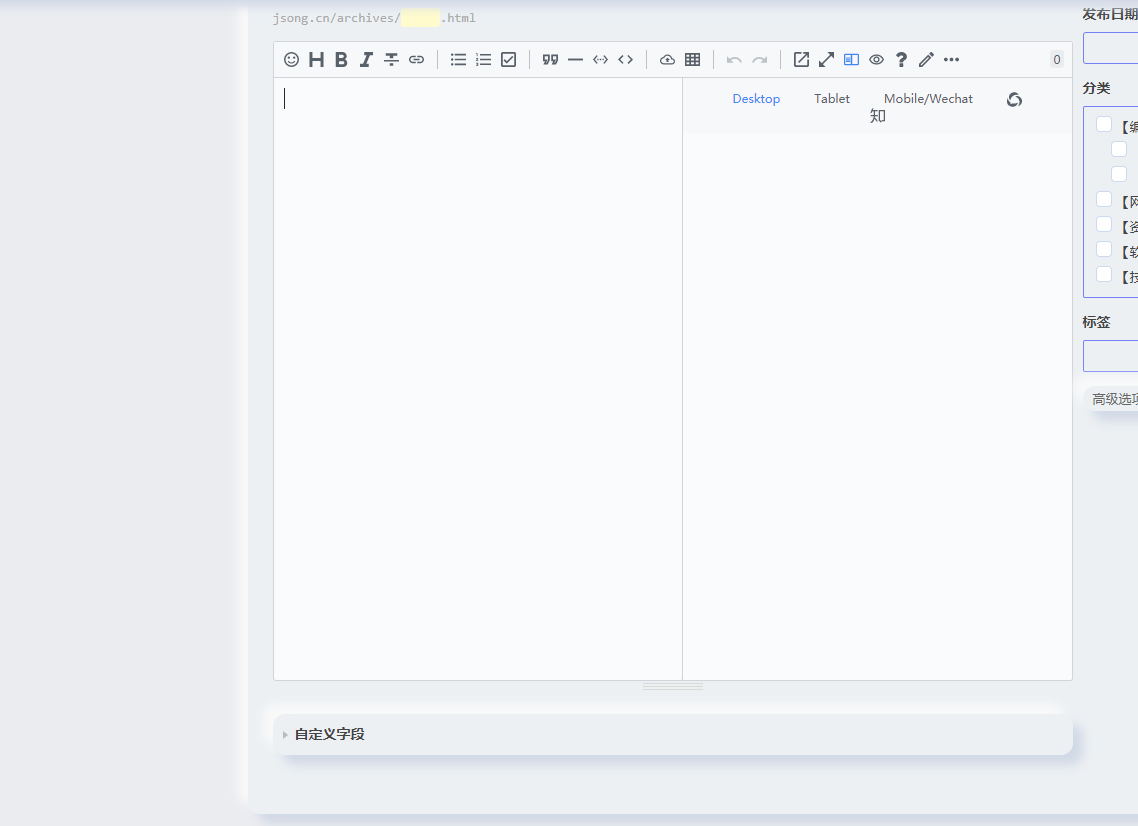 jsong.cn/archives/ .html
0
Desktop Tablet Mobile/Wechat
知
自定义字段
发布日期
分类
【编
【网
【资
【软
【技
标签
高级选项